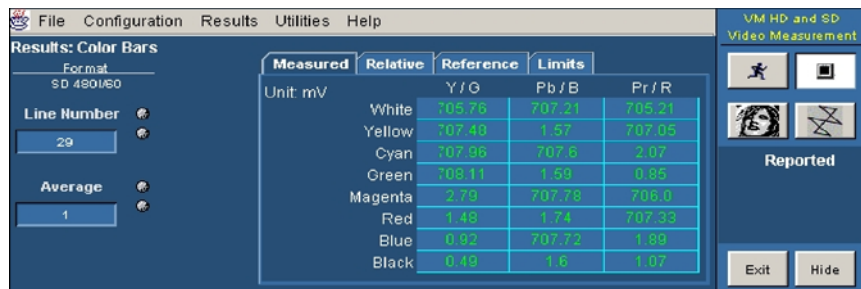 File Configuration Results Utilities Help
VM HD and SD
Video Measurement
Results: Color Bars
Format
SD 480I/60
Line Number
29
Average
1
Measured Relative Reference Limits
Unit: mV Y/G Pb/B Pr/R
White 705.76 707.21 705.21
Yellow 707.48 1.57 707.05
Cyan 707.96 707.6 2.07
Green 708.11 1.59 0.85
Magenta 2.79 707.78 706.0
Red 1.48 1.74 707.33
Blue 0.92 707.72 1.89
Black 0.49 1.6 1.07
Reported
Exit Hide